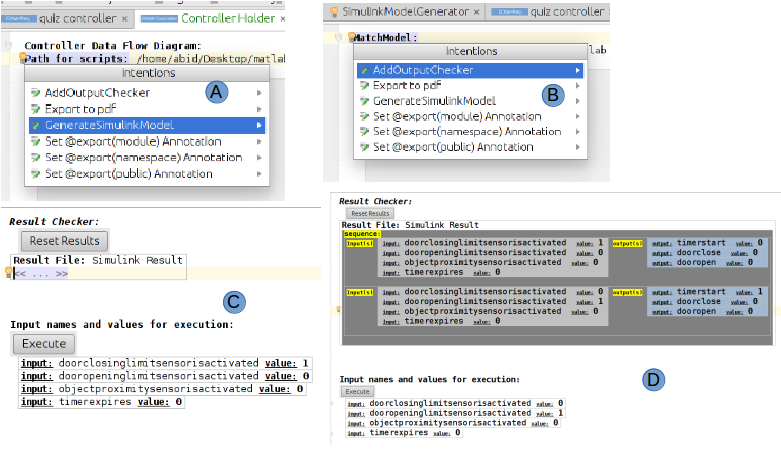 quiz controller ×
Controller Holder ×
Comtroller Data Flow Diagram:
Path for scripts: /home/abid/Desktop/matlab
Intentions
AddOutputChecker
Export to pdf
GenerateSimulinkModel
Set @export(module) Annotation
Set @export(namespace) Annotation
Set @export(public) Annotation
A
SimulinkModelGenerator ×
quiz controller
MatchModel:
lab
Intentions
AddOutputChecker
Export to pdf
GenerateSimulinkModel
Set @export(module) Annotation
Set @export(namespace) Annotation
Set @export(public) Annotation
B
Result Checker:
Reset Results
Result File: Simulink Result
<< ... >>
C
Input names and values for execution:
Execute
input: doorclosinglimitsensorisactivated value: 1
input: dooropeninglimitsensorisactivated value: 0
input: objectproximitysensorisactivated value: 0
input: timerexpires value: 0
Result Checker:
Reset Results
Result File: Simulink Result
sequence:
Input(s) input: doorclosinglimitsensorisactivated value: 1 output(s) output: timerstart value: 0
input: dooropeninglimitsensorisactivated value: 0 output: doorclose value: 0
input: objectproximitysensorisactivated value: 0 output: dooropen value: 0
input: timerexpires value: 0
Input(s) input: doorclosinglimitsensorisactivated value: 0 output(s) output: timerstart value: 1
input: dooropeninglimitsensorisactivated value: 1 output: doorclose value: 0
input: objectproximitysensorisactivated value: 0 output: dooropen value: 0
input: timerexpires value: 0
Input names and values for execution:
D
Execute
input: doorclosinglimitsensorisactivated value: 0
input: dooropeninglimitsensorisactivated value: 1
input: objectproximitysensorisactivated value: 0
input: timerexpires value: 0